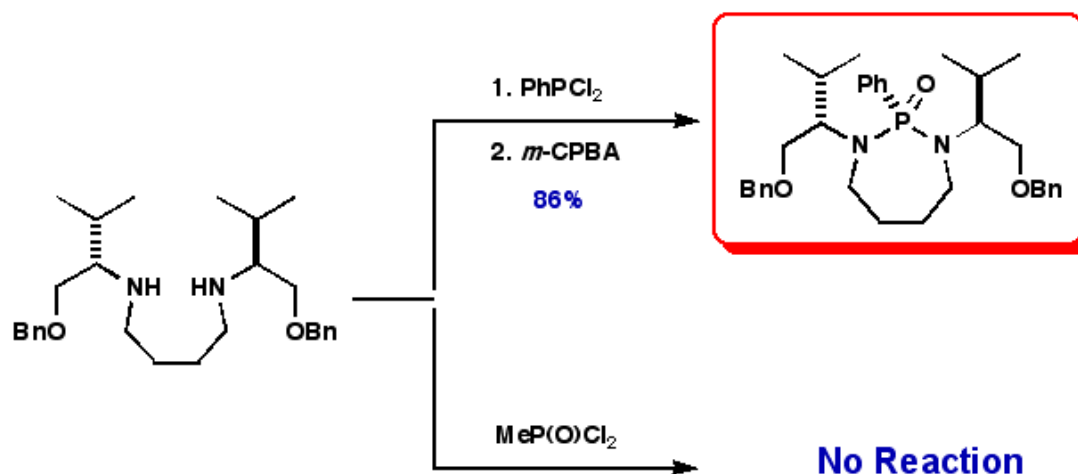 1. PhPCl2
2. m-CPBA
86%
Ph
O
P
N
N
BnO
OBn
NH
HN
BnO
OBn
MeP(O)Cl2
No Reaction